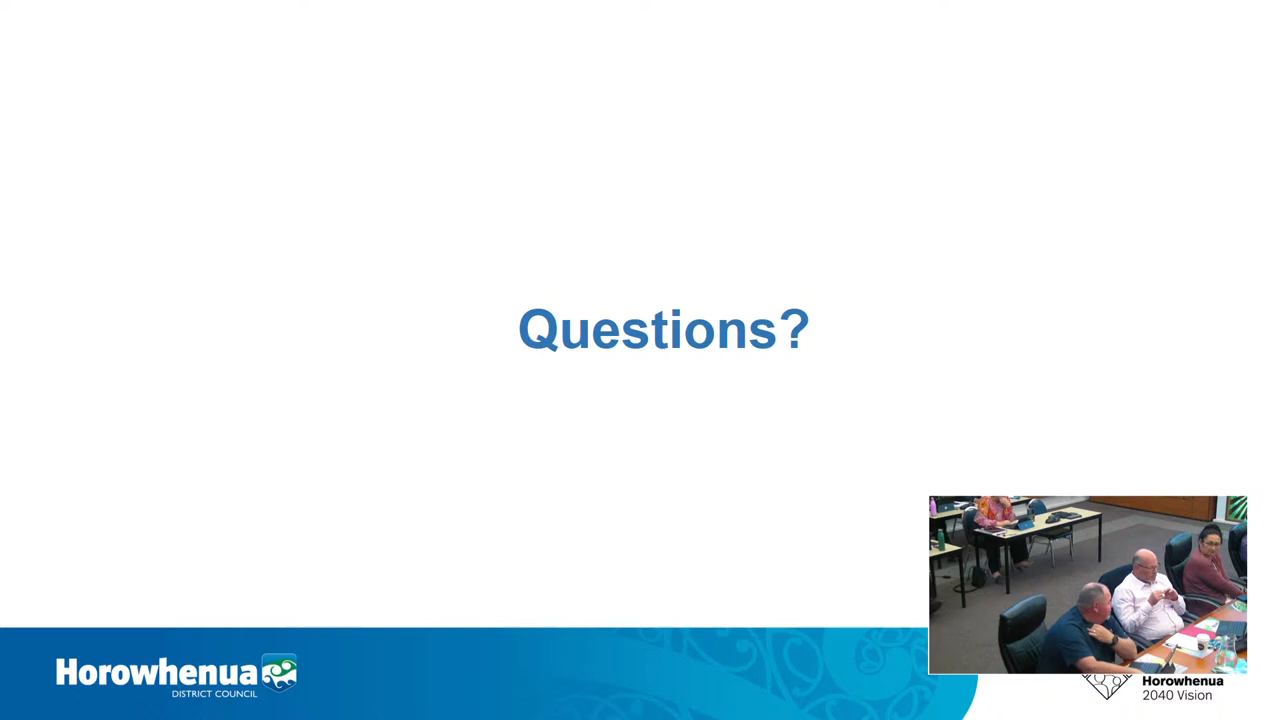 Questions?
Horowhenua
DISTRICT COUNCIL
Horowhenua
2040 Vision